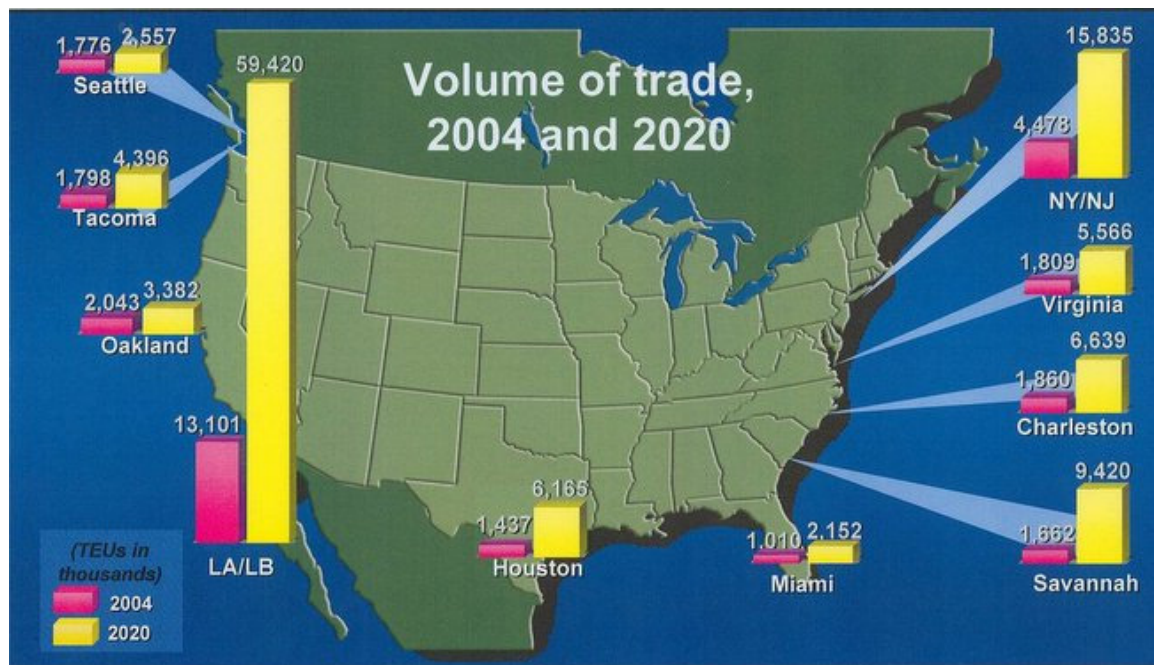 Volume of trade,
2004 and 2020
1,776
2,557
Seattle
1,798
4,396
Tacoma
2,043
3,382
Oakland
13,101
59,420
LA/LB
1,437
6,165
Houston
1,010
2,152
Miami
4,478
15,835
NY/NJ
1,809
5,566
Virginia
1,860
6,639
Charleston
1,662
9,420
Savannah
(TEUs in
thousands)
2004
2020